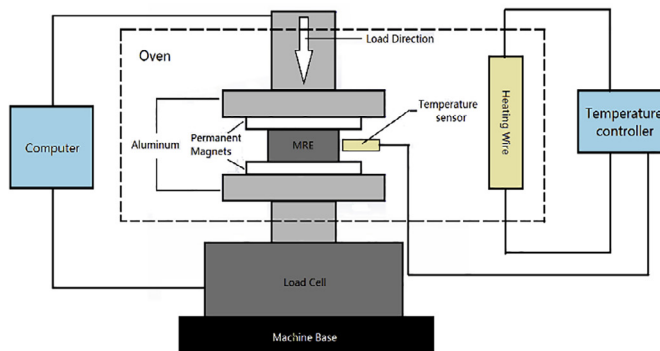 Load Direction
Oven
Temperature
sensor
Heating Wire
Temperature
controller
Computer
Aluminum
Permanent
Magnets
MRE
Load Cell
Machine Base